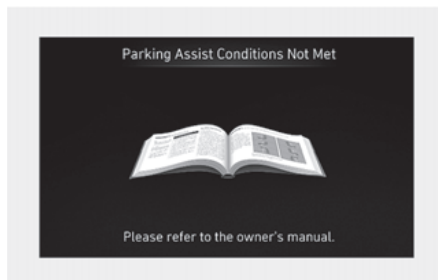 Parking Assist Conditions Not Met
Please refer to the owner's manual.